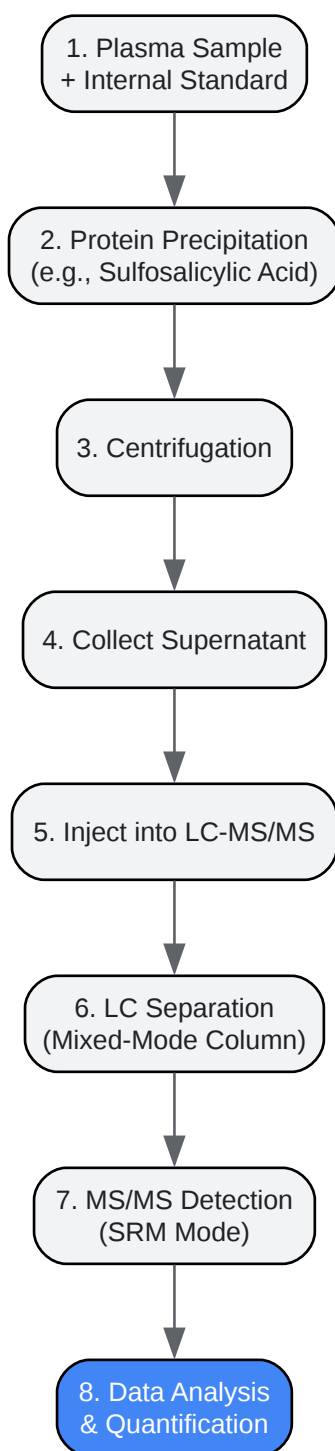 1. Plasma Sample
+ Internal Standard
2. Protein Precipitation
(e.g., Sulfosalicylic Acid)
3. Centrifugation
4. Collect Supernatant
5. Inject into LC-MS/MS
6. LC Separation
(Mixed-Mode Column)
7. MS/MS Detection
(SRM Mode)
8. Data Analysis
& Quantification